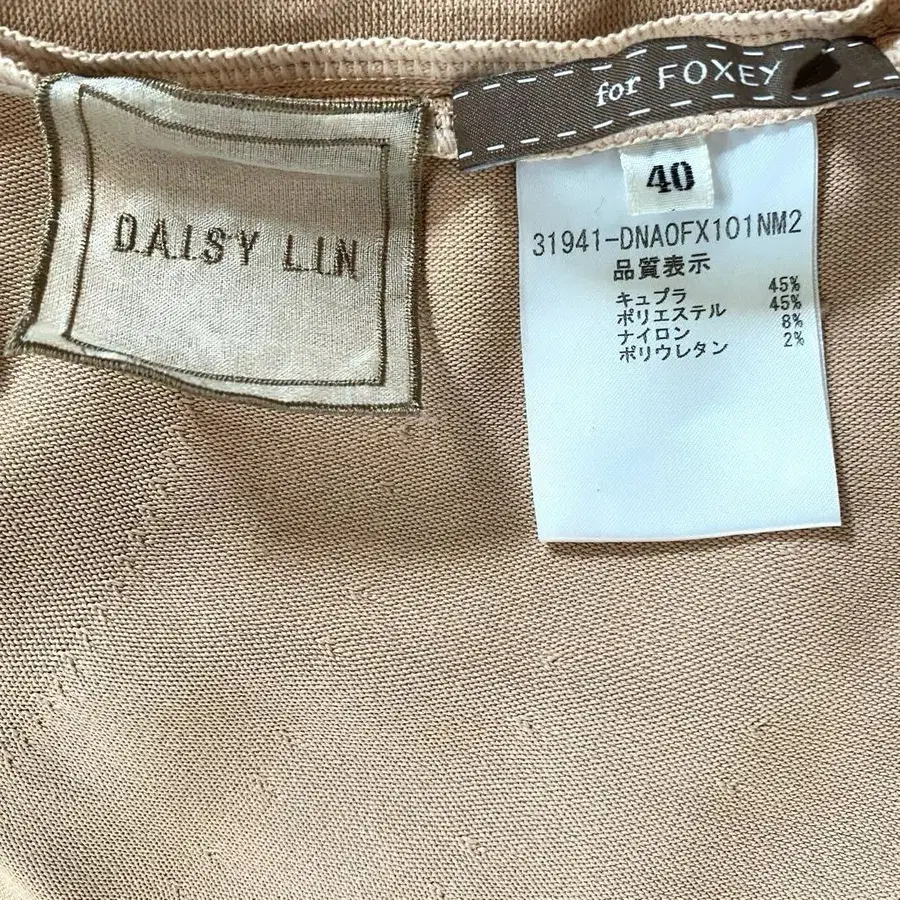 DAISY LIN
for FOXEY
40
31941-DNA0FX101NM2
品質表示
キュプラ 45%
ポリエステル 45%
ナイロン 8%
ポリウレタン 2%